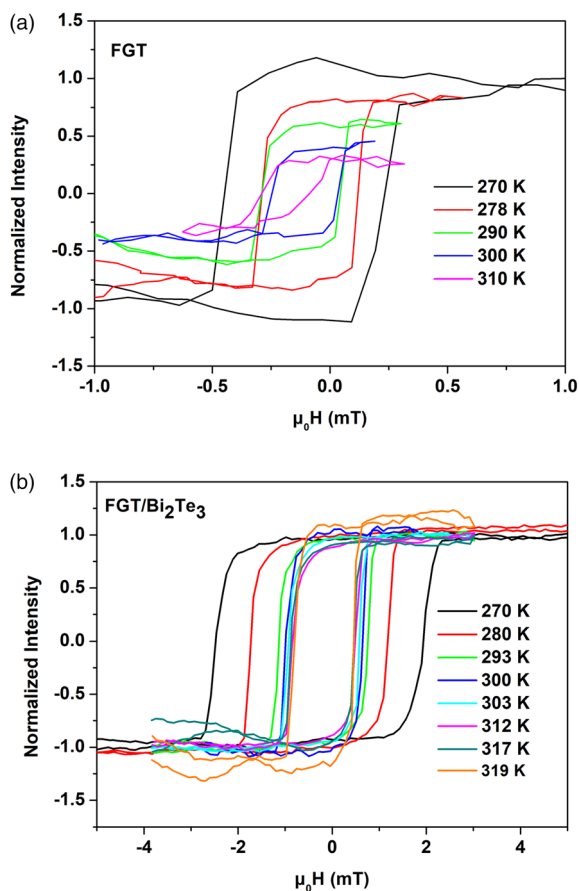 (a)
FGT
1.5
1.0
0.5
0.0
-0.5
-1.0
-1.5
Normalized Intensity
270 K
278 K
290 K
300 K
310 K
-1.0 -0.5 0.0 0.5 1.0
μ₀H (mT)
(b)
FGT/Bi₂Te₃
1.5
1.0
0.5
0.0
-0.5
-1.0
-1.5
Normalized Intensity
270 K
280 K
293 K
300 K
303 K
312 K
317 K
319 K
-4 -2 0 2 4
μ₀H (mT)